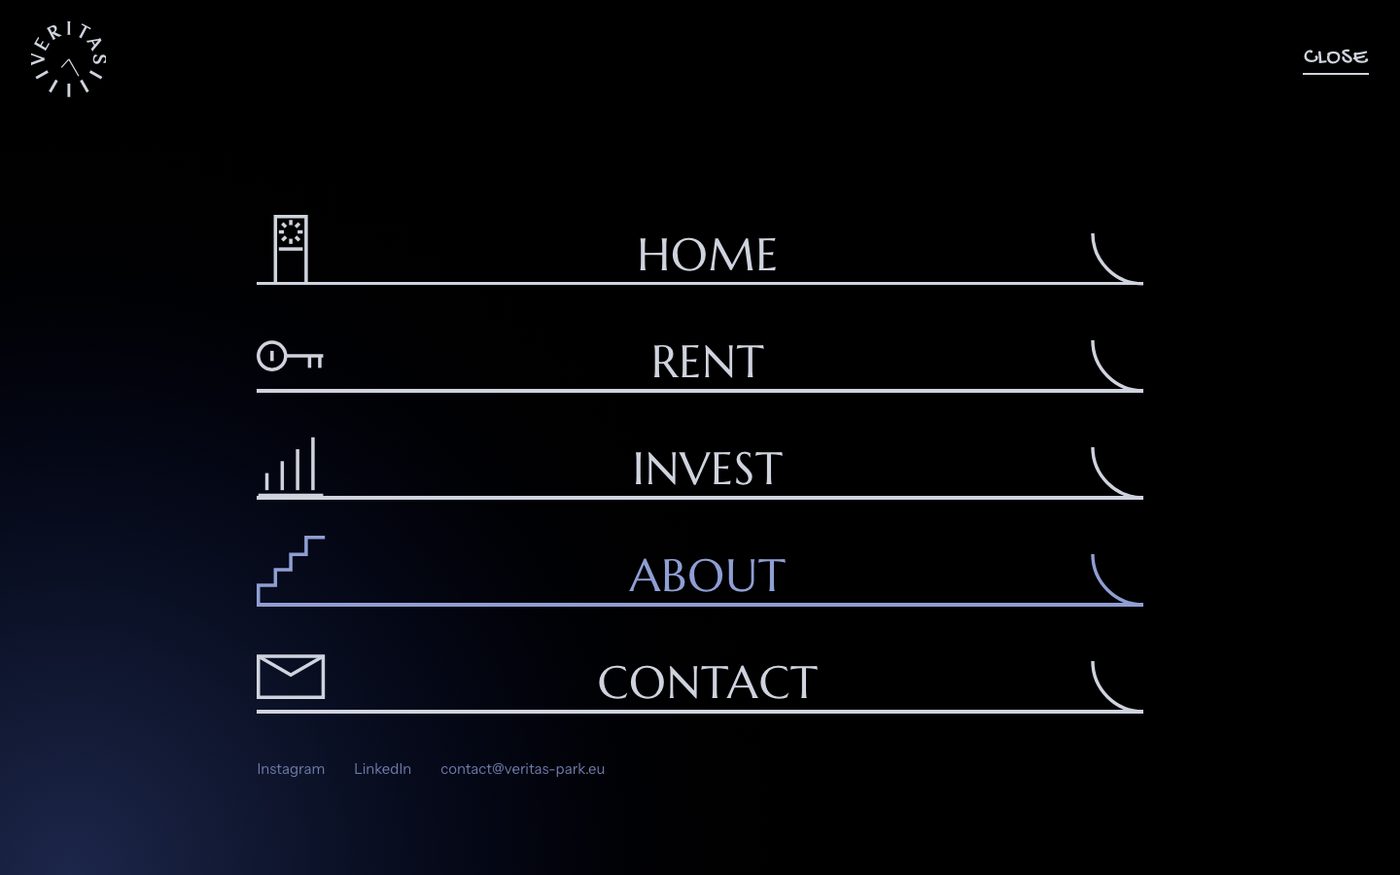 VERITAS
CLOSE
HOME
RENT
INVEST
ABOUT
CONTACT
Instagram LinkedIn contact@veritas-park.eu